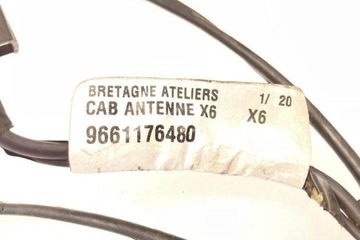 BRETAGNE ATELIERS 1/ 20
CAB ANTENNE X6 X6
9661176480